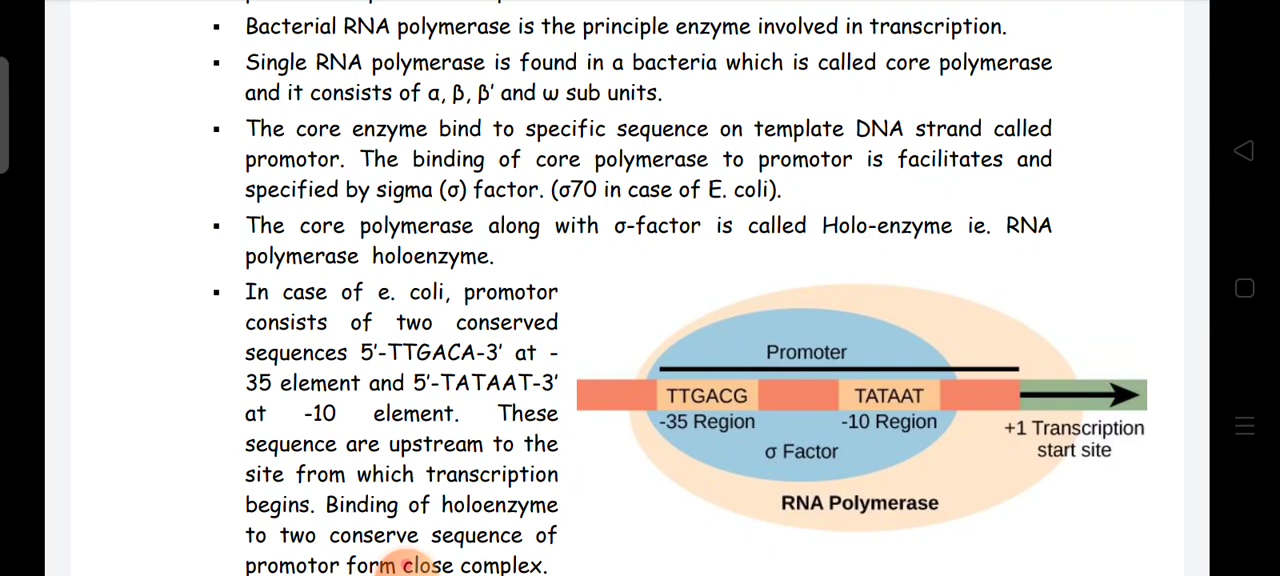 ▪ Bacterial RNA polymerase is the principle enzyme involved in transcription.
▪ Single RNA polymerase is found in a bacteria which is called core polymerase
and it consists of α, β, β' and ω sub units.
▪ The core enzyme bind to specific sequence on template DNA strand called
promotor. The binding of core polymerase to promotor is facilitates and
specified by sigma (σ) factor. (σ70 in case of E. coli).
▪ The core polymerase along with σ-factor is called Holo-enzyme ie. RNA
polymerase holoenzyme.
▪ In case of e. coli, promotor
consists of two conserved
sequences 5'-TTGACA-3' at -
35 element and 5'-TATAAT-3'
at -10 element. These
sequence are upstream to the
site from which transcription
begins. Binding of holoenzyme
to two conserve sequence of
promotor form close complex.
Promoter
TTGACG TATAAT
-35 Region -10 Region
+1 Transcription
start site
σ Factor
RNA Polymerase